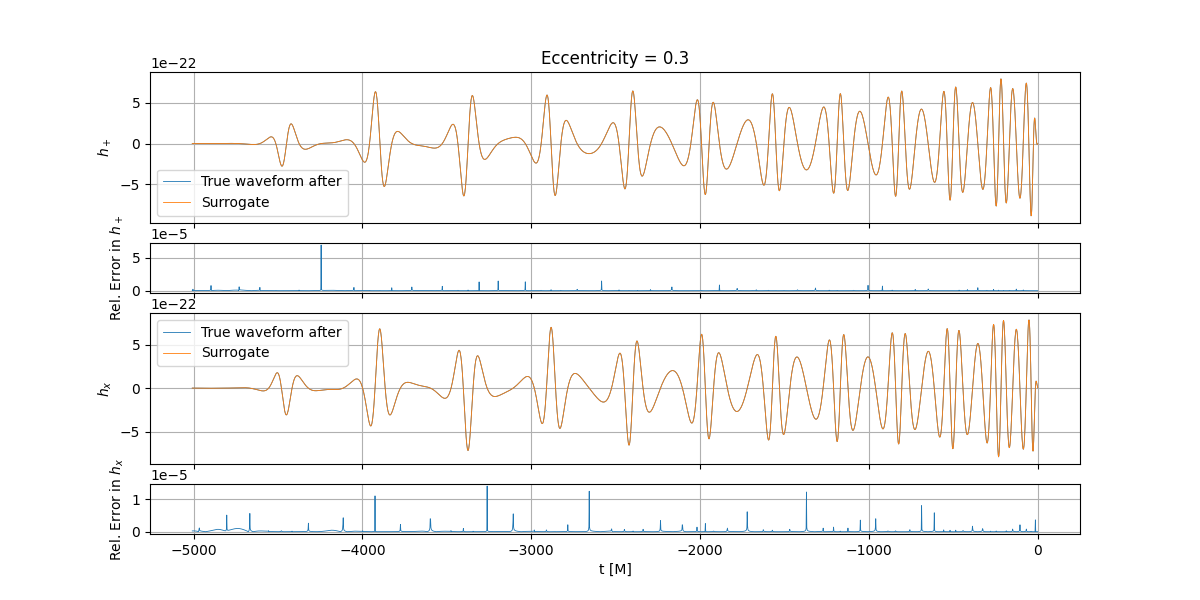 Eccentricity = 0.3
1e−22
5
0
−5
h+
True waveform after
Surrogate
1e−5
5
0
Rel. Error in h+
1e−22
5
0
−5
hx
True waveform after
Surrogate
1e−5
1
0
Rel. Error in hx
−5000 −4000 −3000 −2000 −1000 0
t [M]